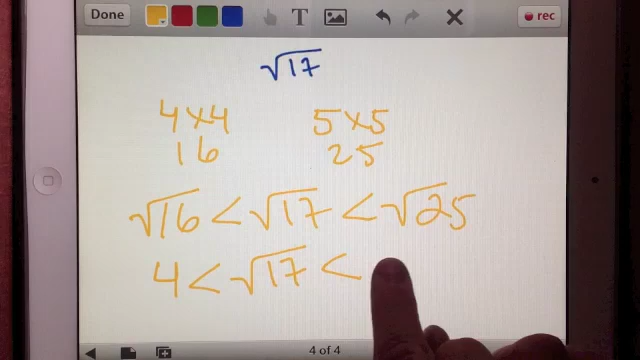 Done T rec
√17
4×4 5×5
16 25
√16 < √17 < √25
4 < √17 <
4 of 4